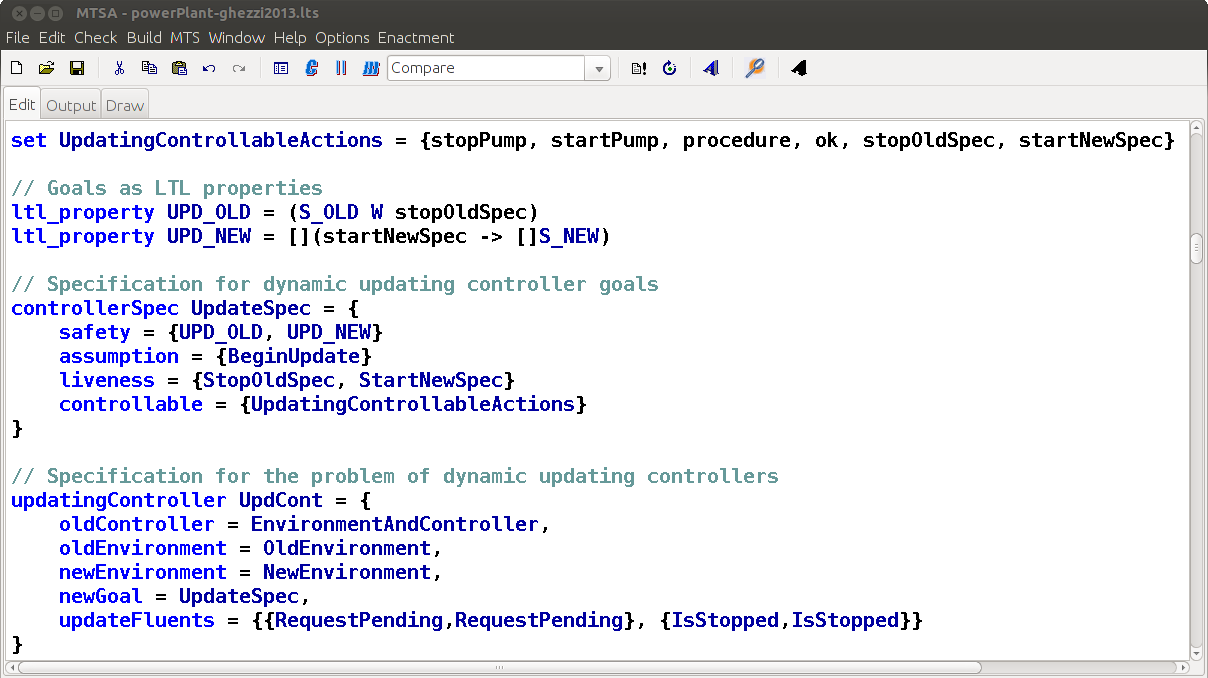 MTSA - powerPlant-ghezzi2013.lts
File Edit Check Build MTS Window Help Options Enactment
Compare
Edit Output Draw
set UpdatingControllableActions = {stopPump, startPump, procedure, ok, stopOldSpec, startNewSpec}
// Goals as LTL properties
ltl_property UPD_OLD = (S_OLD W stopOldSpec)
ltl_property UPD_NEW = [](startNewSpec -> []S_NEW)
// Specification for dynamic updating controller goals
controllerSpec UpdateSpec = {
    safety = {UPD_OLD, UPD_NEW}
    assumption = {BeginUpdate}
    liveness = {StopOldSpec, StartNewSpec}
    controllable = {UpdatingControllableActions}
}
// Specification for the problem of dynamic updating controllers
updatingController UpdCont = {
    oldController = EnvironmentAndController,
    oldEnvironment = OldEnvironment,
    newEnvironment = NewEnvironment,
    newGoal = UpdateSpec,
    updateFluents = {{RequestPending,RequestPending}, {IsStopped,IsStopped}}
}